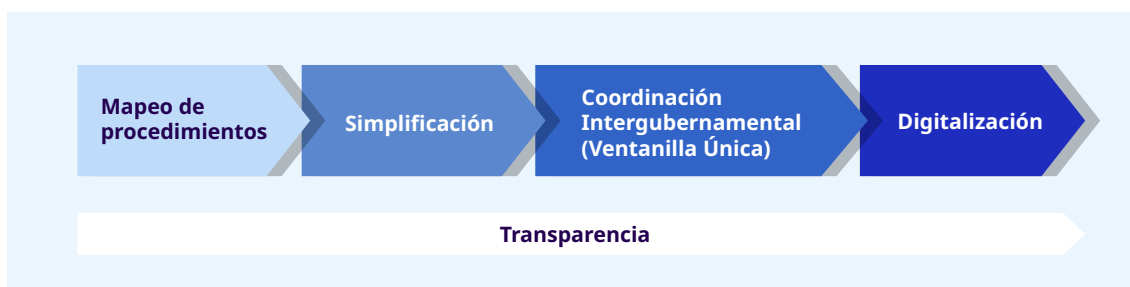 Mapeo de
procedimientos
Simplificación
Coordinación
Intergubernamental
(Ventanilla Única)
Digitalización
Transparencia